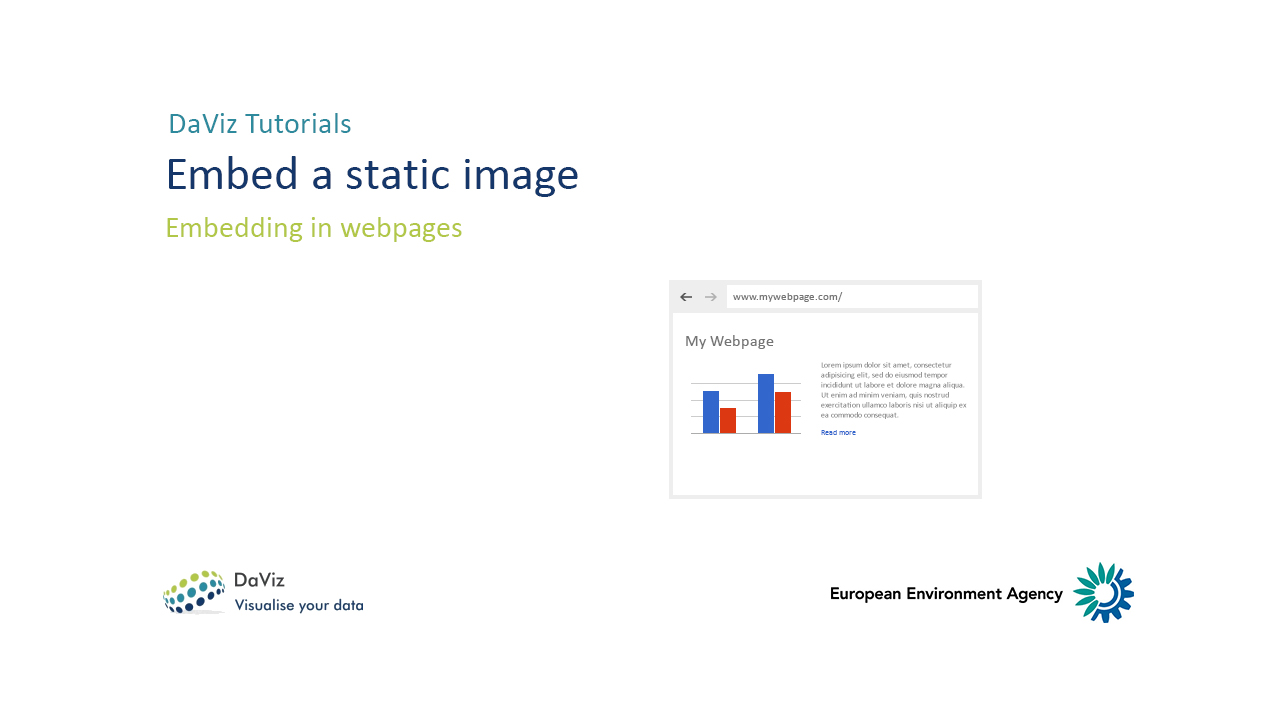 DaViz Tutorials
Embed a static image
Embedding in webpages
www.mywebpage.com/
My Webpage
Lorem ipsum dolor sit amet, consectetur
adipisicing elit, sed do eiusmod tempor
incididunt ut labore et dolore magna aliqua.
Ut enim ad minim veniam, quis nostrud
exercitation ullamco laboris nisi ut aliquip ex
ea commodo consequat.
Read more
DaViz
Visualise your data
European Environment Agency